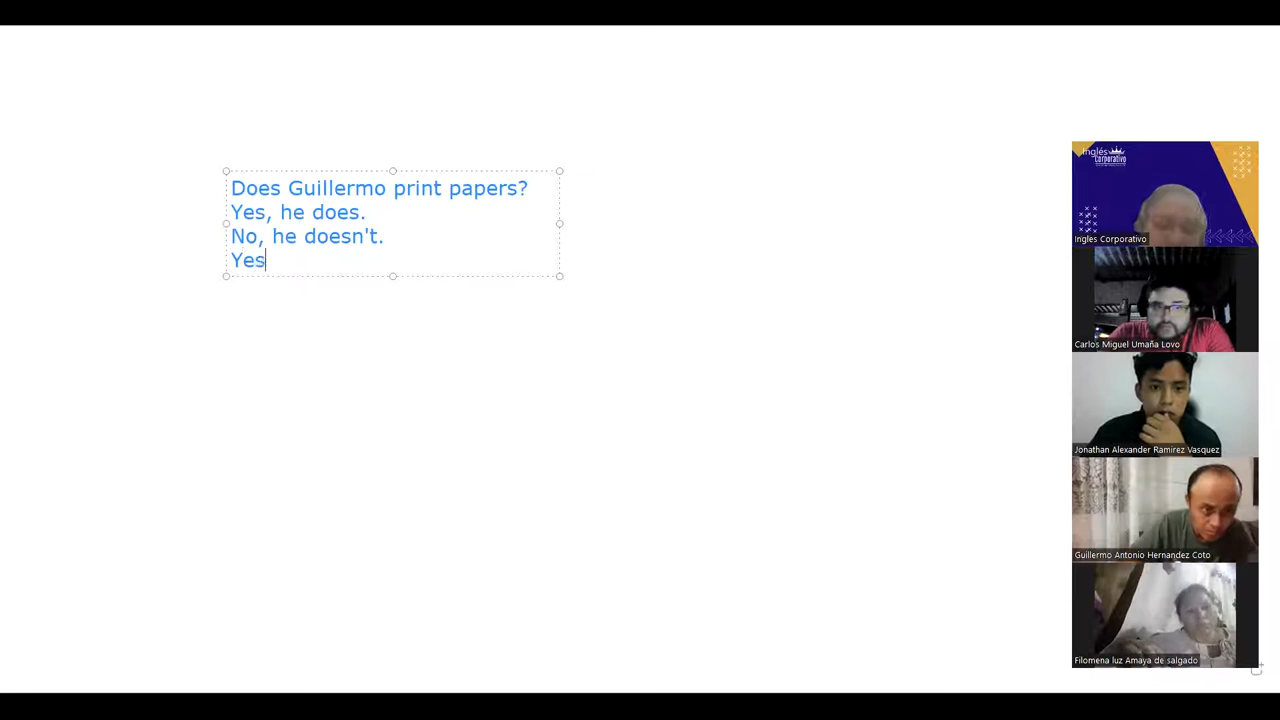 Does Guillermo print papers?
Yes, he does.
No, he doesn't.
Yes
Inglés
corporativo
Ingles Corporativo
Carlos Miguel Umaña Lovo
Jonathan Alexander Ramirez Vasquez
Guillermo Antonio Hernandez Coto
Filomena luz Amaya de salgado